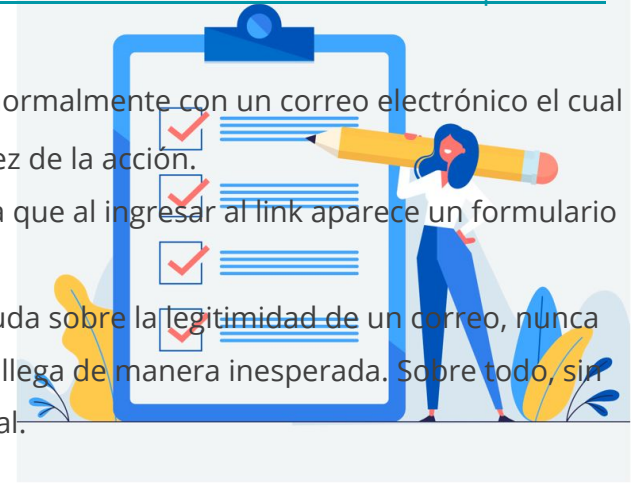 ormalmente con un correo electrónico el cual
ez de la acción.
a que al ingresar al link aparece un formulario
uda sobre la legitimidad de un correo, nunca
llega de manera inesperada. Sobre todo, sin
al.